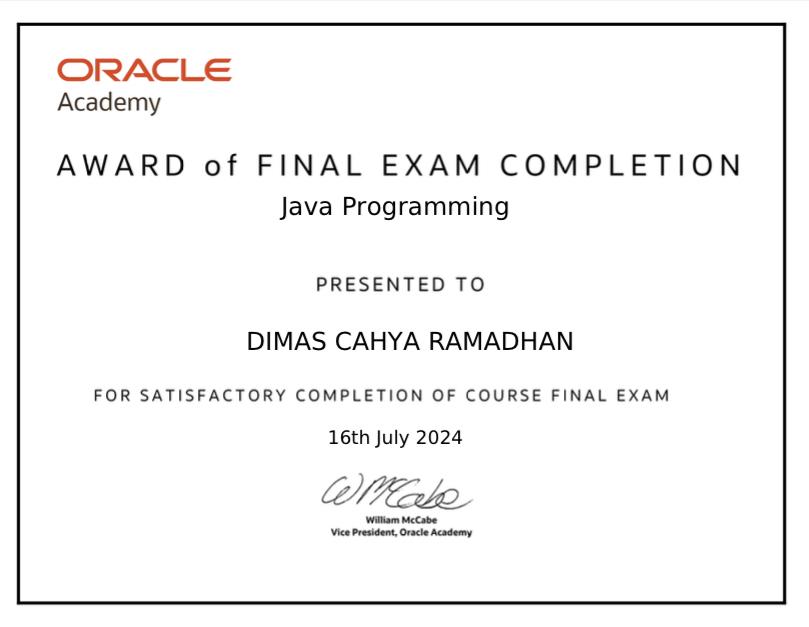 ORACLE
Academy
AWARD of FINAL EXAM COMPLETION
Java Programming
PRESENTED TO
DIMAS CAHYA RAMADHAN
FOR SATISFACTORY COMPLETION OF COURSE FINAL EXAM
16th July 2024
WMcCabe
William McCabe
Vice President, Oracle Academy